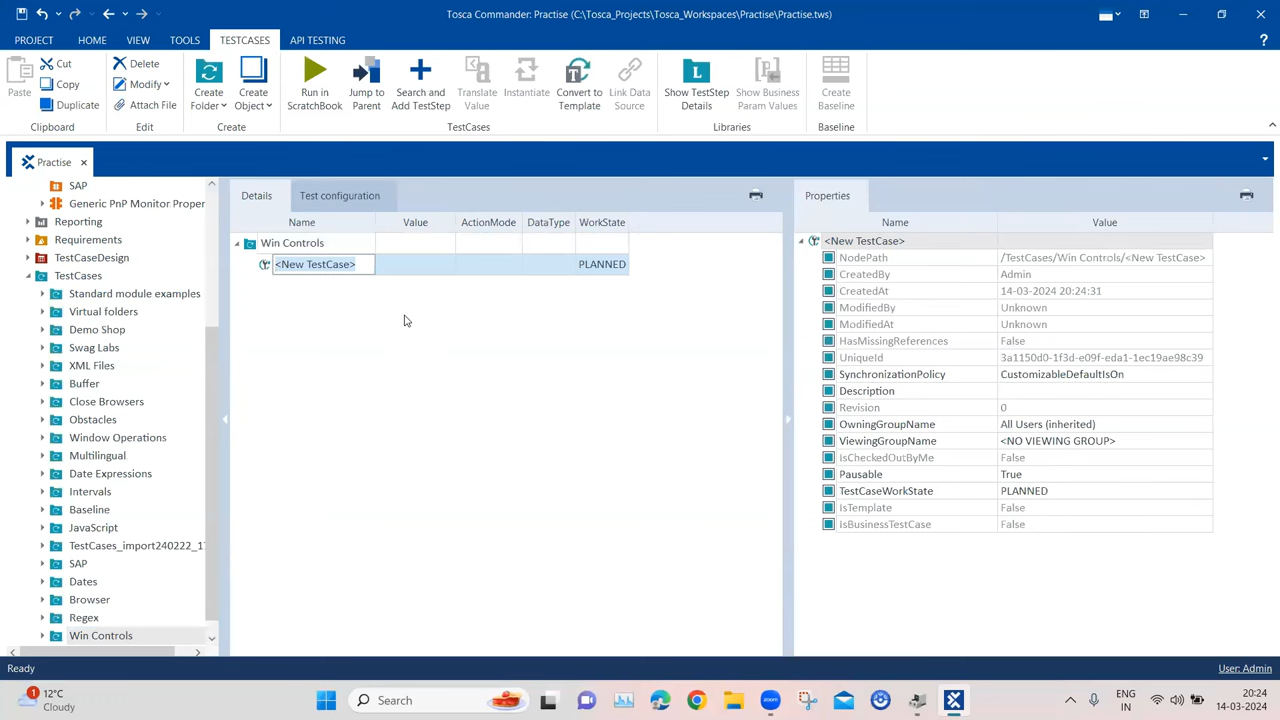 Tosca Commander: Practise (C:\Tosca_Projects\Tosca_Workspaces\Practise\Practise.tws)
PROJECT HOME VIEW TOOLS TESTCASES API TESTING ?
Paste
Cut
Copy
Duplicate
Clipboard
Delete
Modify
Attach File
Edit
Create Folder
Create Object
Create
Run in ScratchBook
Jump to Parent
Search and Add TestStep
Translate Value
Instantiate
Convert to Template
Link Data Source
TestCases
Show TestStep Details
Show Business Param Values
Libraries
Create Baseline
Baseline
Practise
SAP
Generic PnP Monitor Proper
Reporting
Requirements
TestCaseDesign
TestCases
Standard module examples
Virtual folders
Demo Shop
Swag Labs
XML Files
Buffer
Close Browsers
Obstacles
Window Operations
Multilingual
Date Expressions
Intervals
Baseline
JavaScript
TestCases_import240222_17
SAP
Dates
Browser
Regex
Win Controls
Details Test configuration
Name Value ActionMode DataType WorkState
Win Controls
<New TestCase> PLANNED
Properties
Name Value
<New TestCase>
NodePath /TestCases/Win Controls/<New TestCase>
CreatedBy Admin
CreatedAt 14-03-2024 20:24:31
ModifiedBy Unknown
ModifiedAt Unknown
HasMissingReferences False
UniqueId 3a1150d0-1f3d-e09f-eda1-1ec19ae98c39
SynchronizationPolicy CustomizableDefaultIsOn
Description
Revision 0
OwningGroupName All Users (inherited)
ViewingGroupName <NO VIEWING GROUP>
IsCheckedOutByMe False
Pausable True
TestCaseWorkState PLANNED
IsTemplate False
IsBusinessTestCase False
Ready User: Admin
1
12°C
Cloudy
Search
ENG
IN
20:24
14-03-2024